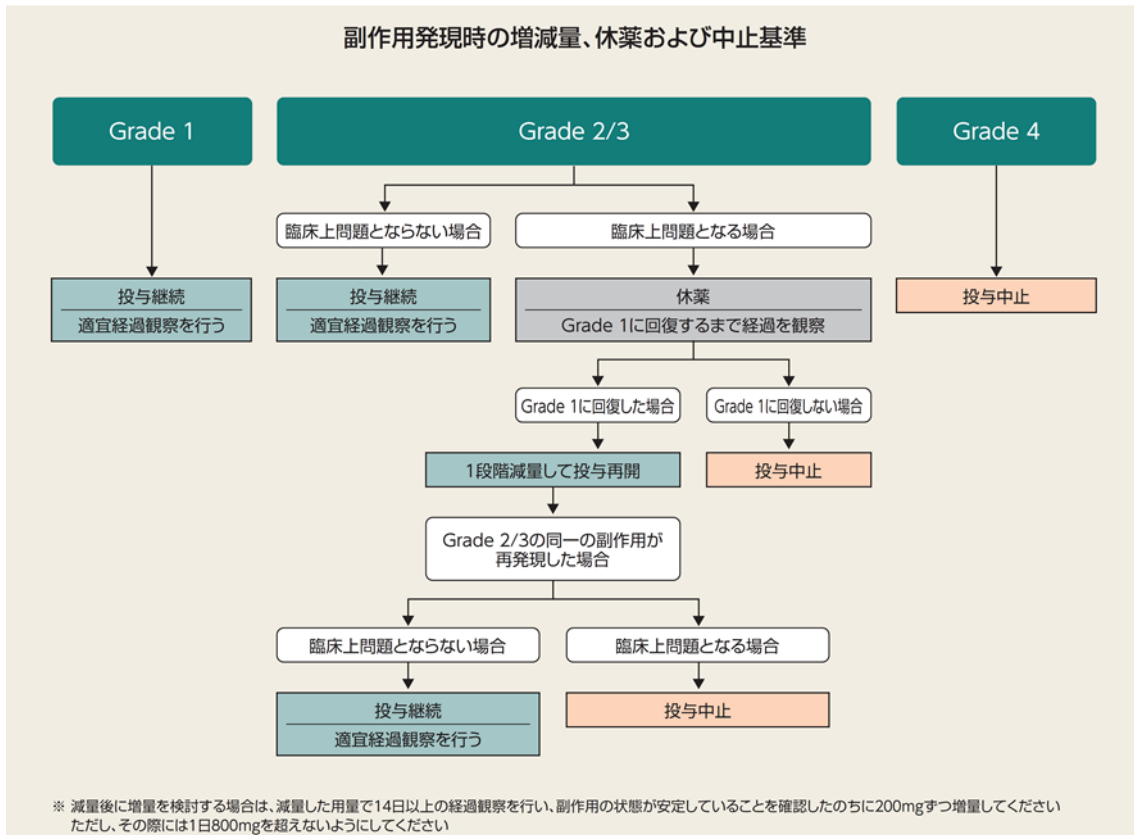 副作用発現時の増減量、休薬および中止基準
Grade 1
Grade 2/3
Grade 4
臨床上問題とならない場合
臨床上問題となる場合
投与継続
適宜経過観察を行う
投与継続
適宜経過観察を行う
休薬
Grade 1に回復するまで経過を観察
投与中止
Grade 1に回復した場合
Grade 1に回復しない場合
1段階減量して投与再開
投与中止
Grade 2/3の同一の副作用が
再発現した場合
臨床上問題とならない場合
臨床上問題となる場合
投与継続
適宜経過観察を行う
投与中止
※ 減量後に増量を検討する場合は、減量した用量で14日以上の経過観察を行い、副作用の状態が安定していることを確認したのちに200mgずつ増量してください
ただし、その際には1日800mgを超えないようにしてください